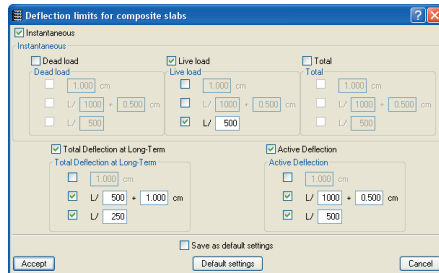 Deflection limits for composite slabs
Instantaneous
Instantaneous
Dead load Live load Total
Dead load Live load Total
1.000 cm 1.000 cm 1.000 cm
L/ 1000 + 0.500 cm L/ 1000 + 0.500 cm L/ 1000 + 0.500 cm
L/ 500 L/ 500 L/ 500
Total Deflection at Long-Term Active Deflection
Total Deflection at Long-Term Active Deflection
1.000 cm 1.000 cm
L/ 500 + 1.000 cm L/ 1000 + 0.500 cm
L/ 250 L/ 500
Save as default settings
Accept Default settings Cancel